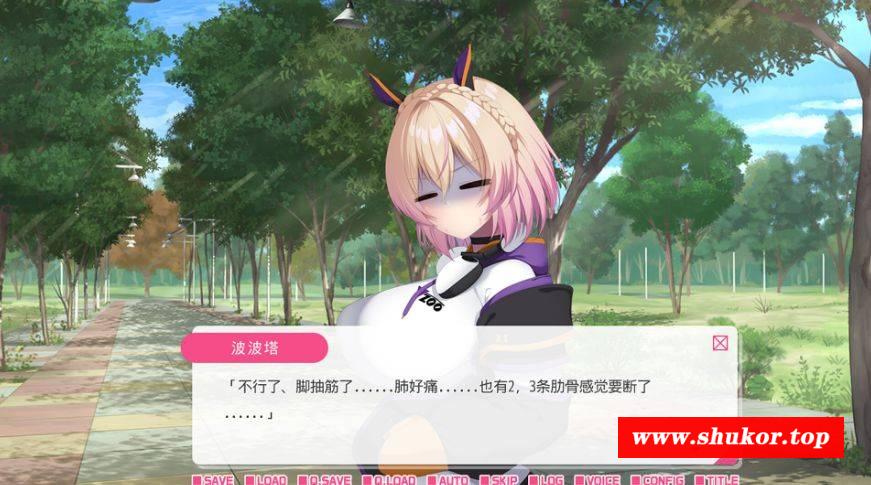 ZOO
波波塔
「不行了、脚抽筋了......肺好痛......也有2，3条肋骨感觉要断了
......」
www.shukor.top
SAVE LOAD Q.SAVE Q.LOAD AUTO SKIP LOG VOICE CONFIG TITLE